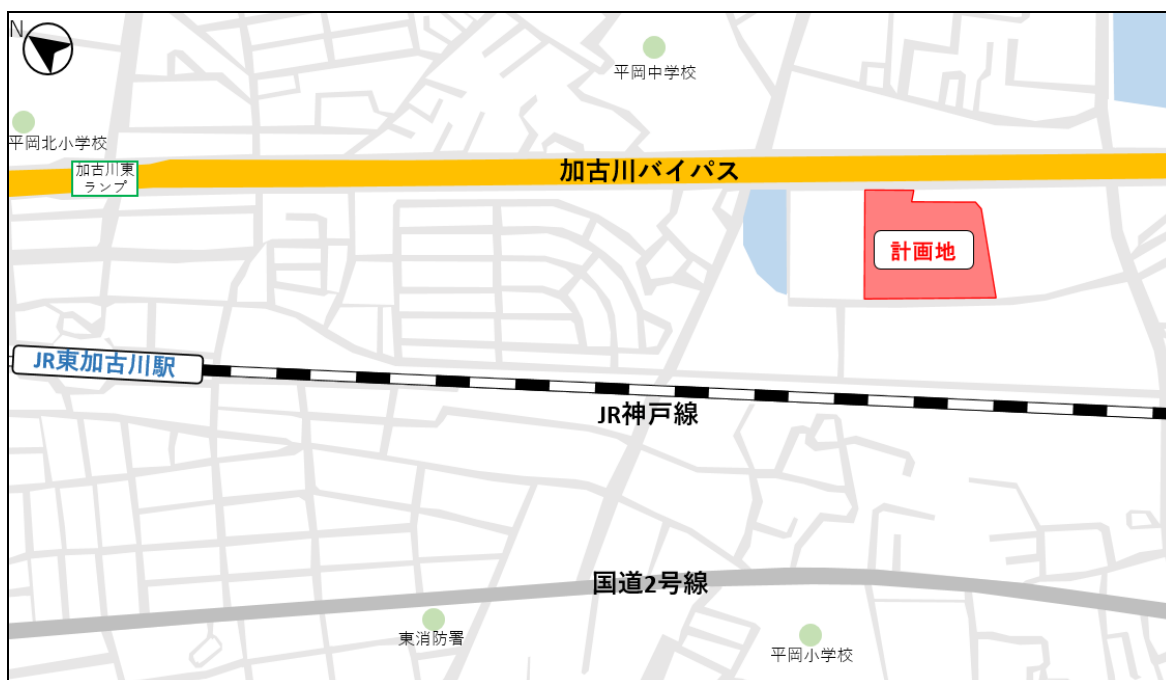 N
平岡中学校
平岡北小学校
加古川東
ランプ
加古川バイパス
計画地
JR東加古川駅
JR神戸線
国道2号線
東消防署
平岡小学校